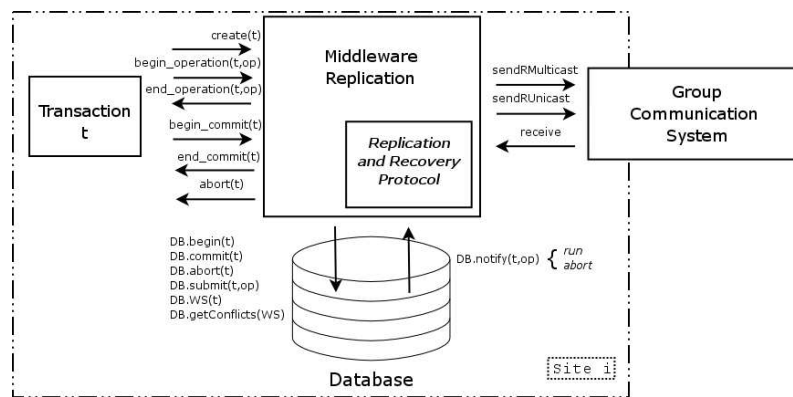 create(t)
begin_operation(t,op)
end_operation(t,op)
begin_commit(t)
end_commit(t)
abort(t)
Transaction
t
Middleware
Replication
Replication
and Recovery
Protocol
sendRMulticast
sendRUnicast
receive
Group
Communication
System
DB.begin(t)
DB.commit(t)
DB.abort(t)
DB.submit(t,op)
DB.WS(t)
DB.getConflicts(WS)
DB.notify(t,op) { run
abort
Database
Site i